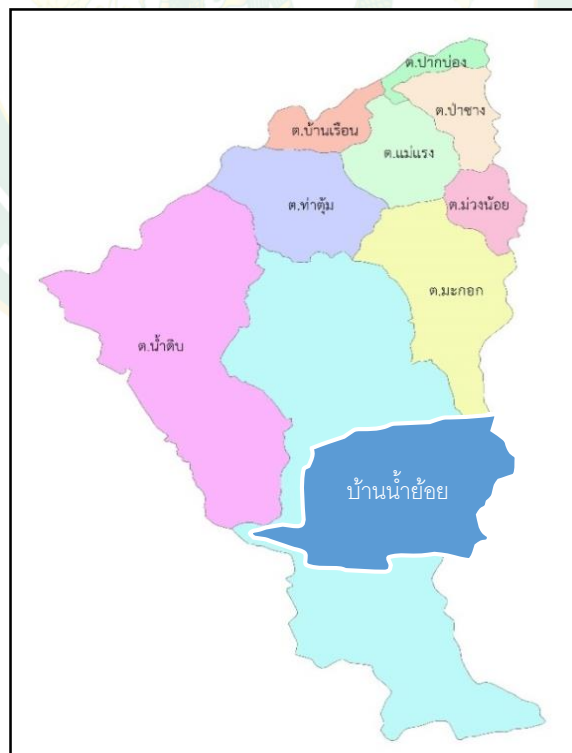 ต.ปากบ่อง
ต.ป่าซาง
ต.บ้านเรือน
ต.แม่แรง
ต.ท่าตุ้ม
ต.ม่วงน้อย
ต.มะกอก
ต.น้ำดิบ
บ้านน้ำย้อย